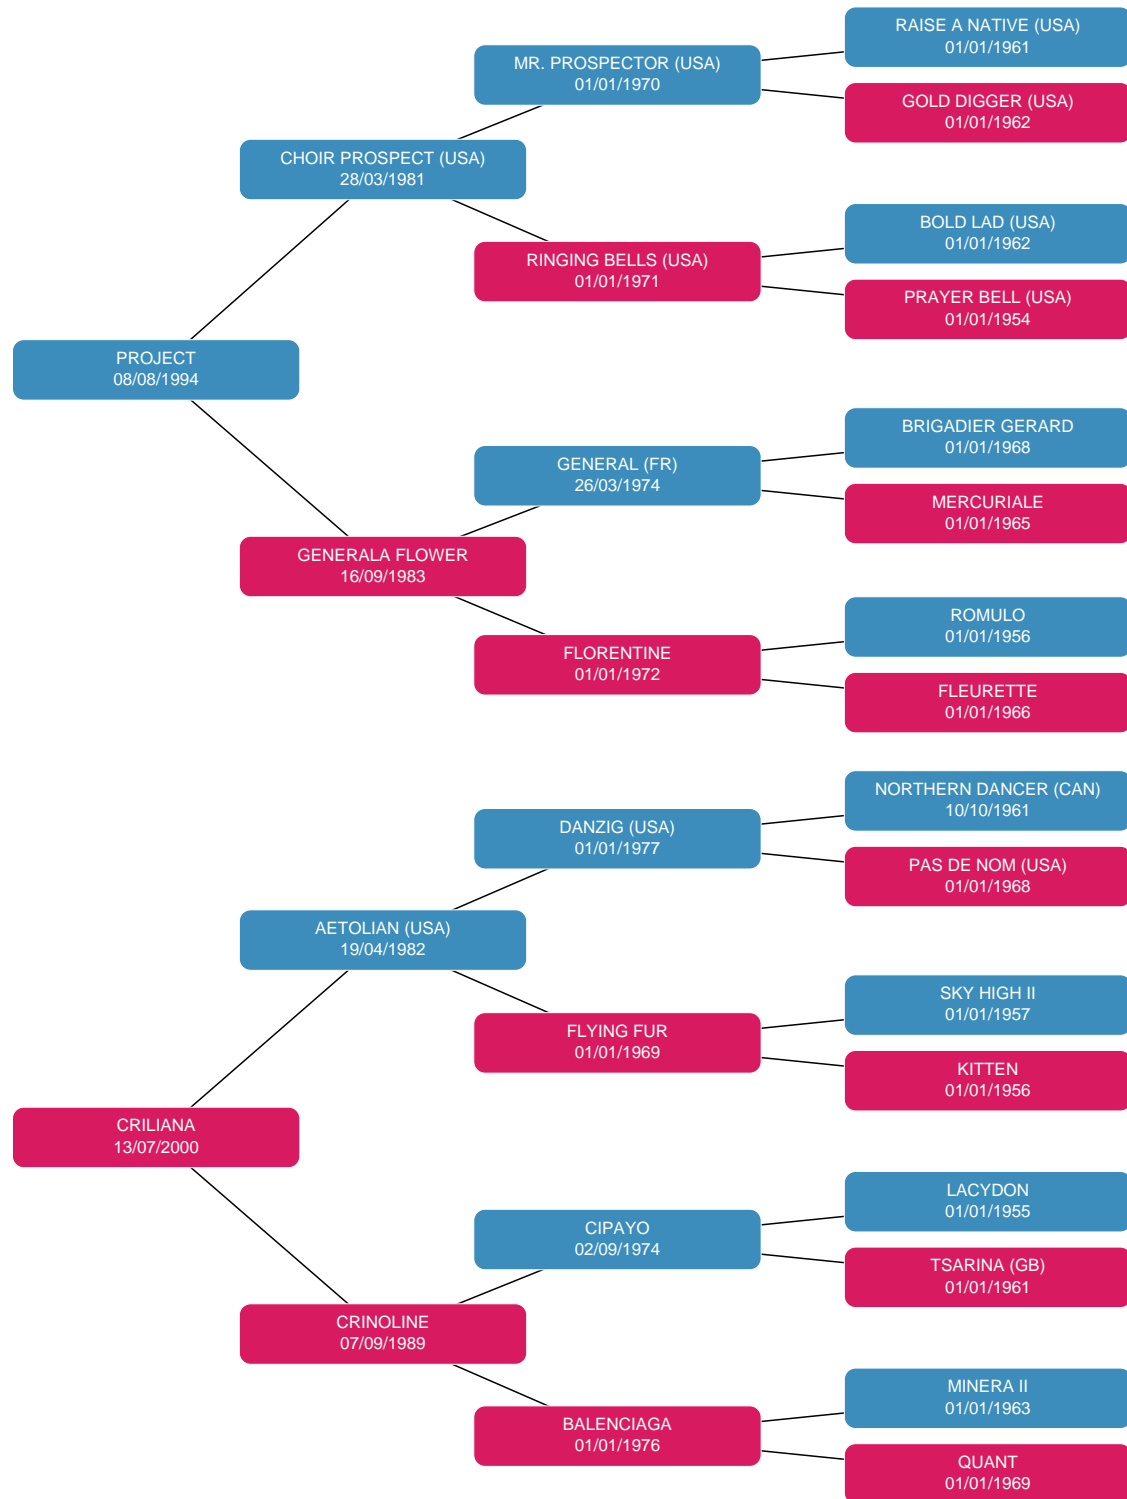 RAISE A NATIVE (USA)
01/01/1961
MR. PROSPECTOR (USA)
01/01/1970
GOLD DIGGER (USA)
01/01/1962
CHOIR PROSPECT (USA)
28/03/1981
BOLD LAD (USA)
01/01/1962
RINGING BELLS (USA)
01/01/1971
PRAYER BELL (USA)
01/01/1954
PROJECT
08/08/1994
BRIGADIER GERARD
01/01/1968
GENERAL (FR)
26/03/1974
MERCURIALE
01/01/1965
GENERALA FLOWER
16/09/1983
ROMULO
01/01/1956
FLORENTINE
01/01/1972
FLEURETTE
01/01/1966
NORTHERN DANCER (CAN)
10/10/1961
DANZIG (USA)
01/01/1977
PAS DE NOM (USA)
01/01/1968
AETOLIAN (USA)
19/04/1982
SKY HIGH II
01/01/1957
FLYING FUR
01/01/1969
KITTEN
01/01/1956
CRILIANA
13/07/2000
LACYDON
01/01/1955
CIPAYO
02/09/1974
TSARINA (GB)
01/01/1961
CRINOLINE
07/09/1989
MINERA II
01/01/1963
BALENCIAGA
01/01/1976
QUANT
01/01/1969